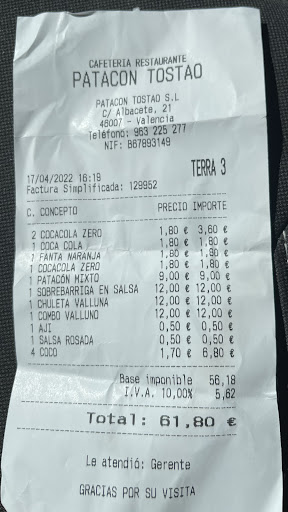 CAFETERIA RESTAURANTE
PATACON TOSTAO
PATACON TOSTAO S.L
C/ Albacete, 21
46007 - Valencia
Teléfono: 963 225 277
NIF: B67893149
TERRA 3
17/04/2022 16:19
Factura Simplificada: 129952
C. CONCEPTO PRECIO IMPORTE
2 COCACOLA ZERO 1,80 € 3,60 €
1 COCA COLA 1,80 € 1,80 €
1 FANTA NARANJA 1,80 € 1,80 €
1 COCACOLA ZERO 1,80 € 1,80 €
1 PATACÓN MIXTO 9,00 € 9,00 €
1 SOBREBARRIGA EN SALSA 12,00 € 12,00 €
1 CHULETA VALLUNA 12,00 € 12,00 €
1 COMBO VALLUNO 12,00 € 12,00 €
1 AJI 0,50 € 0,50 €
1 SALSA ROSADA 0,50 € 0,50 €
4 COCO 1,70 € 6,80 €
Base imponible 56,18
I.V.A. 10,00% 5,62
Total: 61,80 €
Le atendió: Gerente
GRACIAS POR SU VISITA